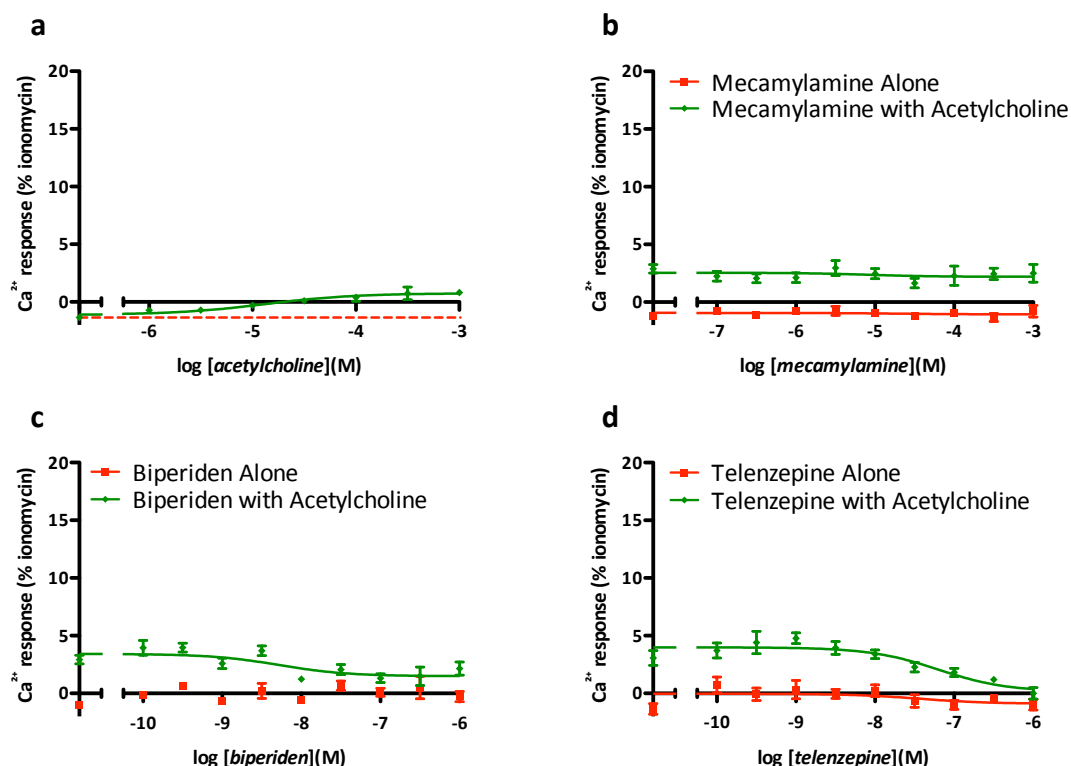 a
Ca²⁺ response (% ionomycin)
20
15
10
5
0
-6
-5
-4
-3
log [acetylcholine](M)
b
Ca²⁺ response (% ionomycin)
20
15
10
5
0
Mecamylamine Alone
Mecamylamine with Acetylcholine
-7
-6
-5
-4
-3
log [mecamylamine](M)
c
Ca²⁺ response (% ionomycin)
20
15
10
5
0
Biperiden Alone
Biperiden with Acetylcholine
-10
-9
-8
-7
-6
log [biperiden](M)
d
Ca²⁺ response (% ionomycin)
20
15
10
5
0
Telenzepine Alone
Telenzepine with Acetylcholine
-10
-9
-8
-7
-6
log [telenzepine](M)